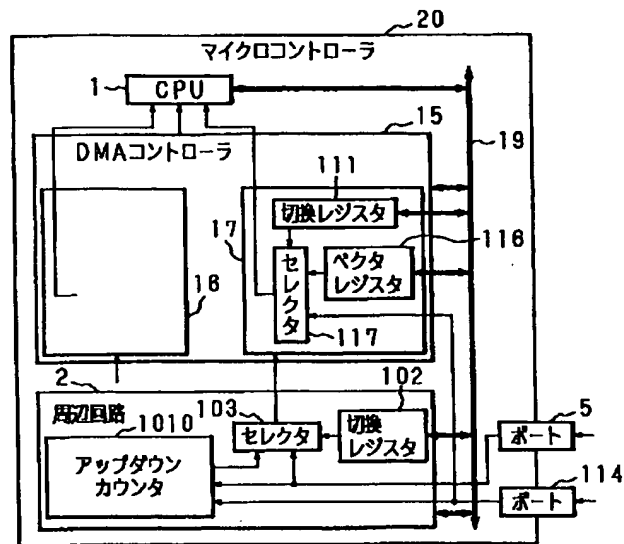 20
マイクロコントローラ
1
CPU
15
DMAコントローラ
19
111
17
切換レジスタ
116
セレクタ
ベクタ
レジスタ
16
117
2
周辺回路
103
102
1010
セレクタ
切換
レジスタ
5
ポート
アップダウン
カウンタ
114
ポート